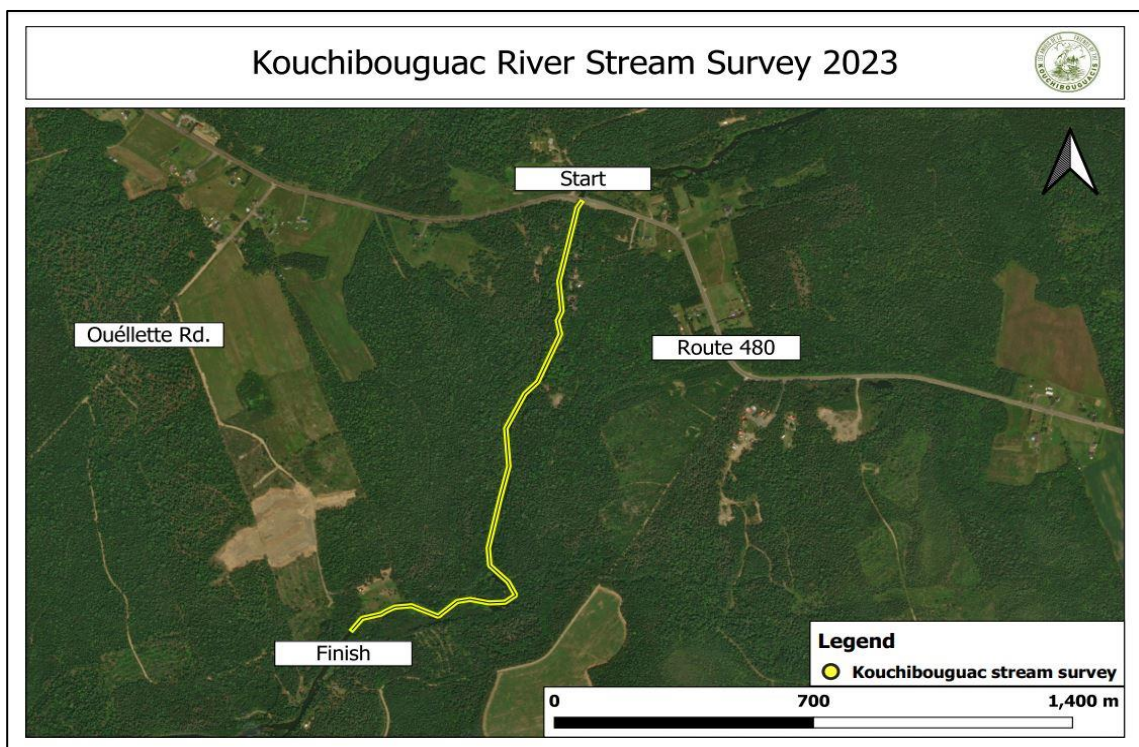 Kouchibouguac River Stream Survey 2023
KOUCHIBOUGUACIS
Start
Ouéllette Rd.
Route 480
Finish
Legend
Kouchibouguac stream survey
0 700 1,400 m